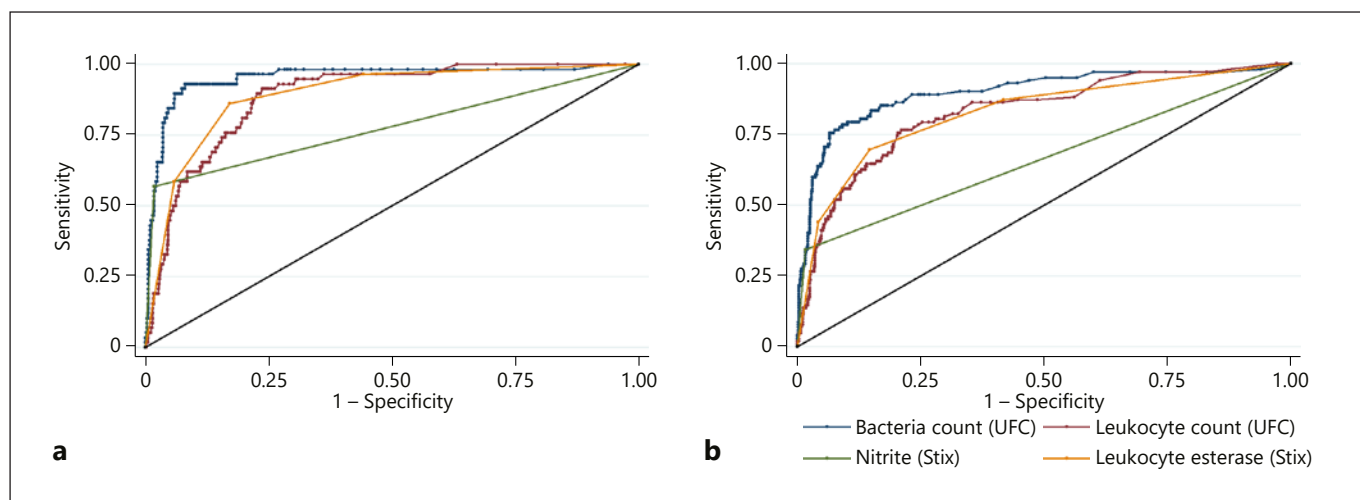 1.00
0.75
0.50
0.25
0
Sensitivity
0 0.25 0.50 0.75 1.00
1 – Specificity
a
1.00
0.75
0.50
0.25
0
Sensitivity
0 0.25 0.50 0.75 1.00
1 – Specificity
b
Bacteria count (UFC) Leukocyte count (UFC)
Nitrite (Stix) Leukocyte esterase (Stix)